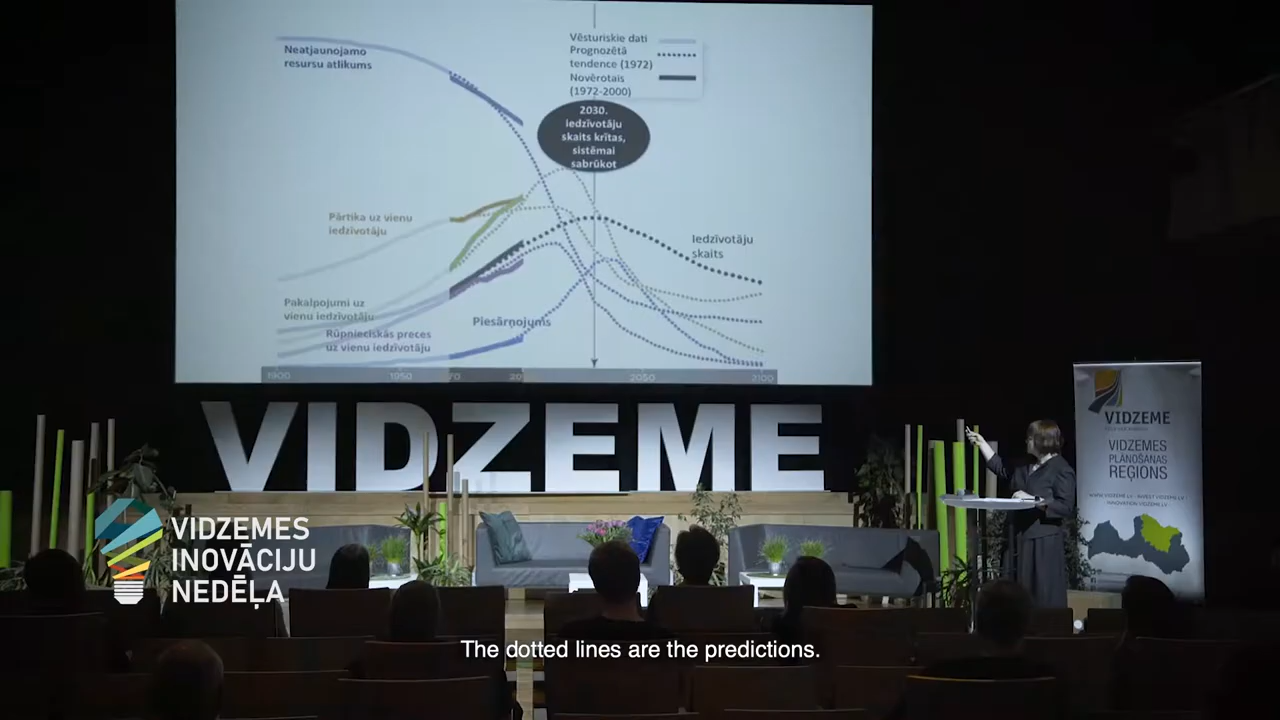 Neatjaunojamo
resursu atlikums
Vēsturiskie dati
Prognozētā
tendence (1972)
Novērotais
(1972-2000)
2030.
iedzīvotāju
skaits krītas,
sistēmai
sabrūkot
Pārtika uz vienu
iedzīvotāju
Iedzīvotāju
skaits
Pakalpojumi uz
vienu iedzīvotāju
Rūpnieciskās preces
uz vienu iedzīvotāju
Piesārņojums
1900
1950
70
20
2050
2100
VIDZEME
VIDZEME
VIDZEMES
PLĀNOŠANAS
REĢIONS
VIDZEMES
INOVĀCIJU
NEDĒĻA
The dotted lines are the predictions.